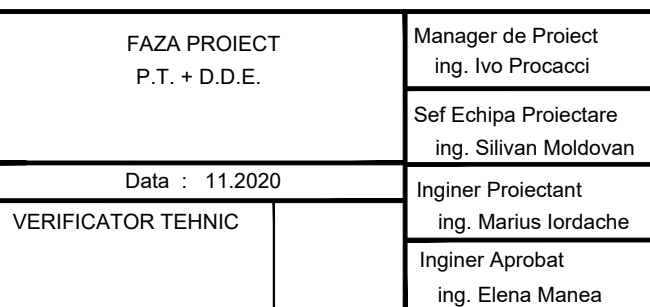 FAZA PROIECT
P.T. + D.D.E.
Data : 11.2020
VERIFICATOR TEHNIC
Manager de Proiect
ing. Ivo Procacci
Sef Echipa Proiectare
ing. Silivan Moldovan
Inginer Proiectant
ing. Marius Iordache
Inginer Aprobat
ing. Elena Manea